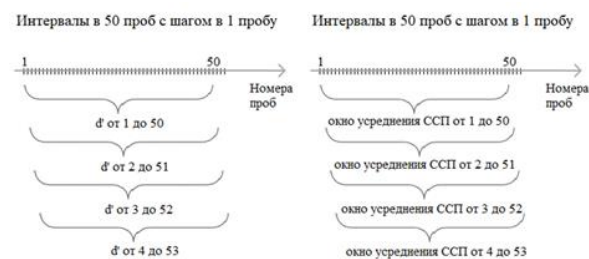 Интервалы в 50 проб с шагом в 1 пробу
1 50
Номера
проб
d' от 1 до 50
d' от 2 до 51
d' от 3 до 52
d' от 4 до 53
Интервалы в 50 проб с шагом в 1 пробу
1 50
Номера
проб
окно усреднения ССП от 1 до 50
окно усреднения ССП от 2 до 51
окно усреднения ССП от 3 до 52
окно усреднения ССП от 4 до 53